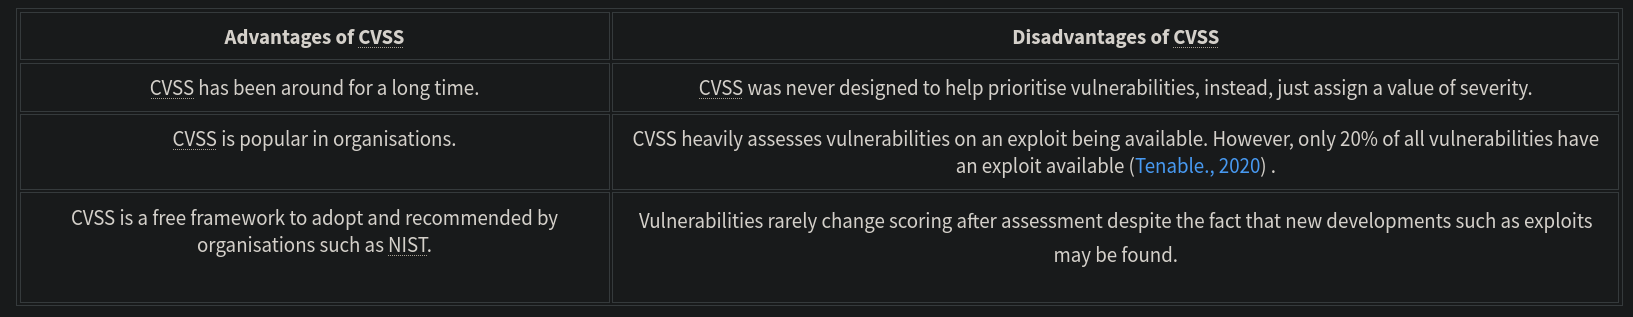 Advantages of CVSS
Disadvantages of CVSS
CVSS has been around for a long time.
CVSS was never designed to help prioritise vulnerabilities, instead, just assign a value of severity.
CVSS is popular in organisations.
CVSS heavily assesses vulnerabilities on an exploit being available. However, only 20% of all vulnerabilities have
an exploit available (Tenable., 2020) .
CVSS is a free framework to adopt and recommended by
organisations such as NIST.
Vulnerabilities rarely change scoring after assessment despite the fact that new developments such as exploits
may be found.